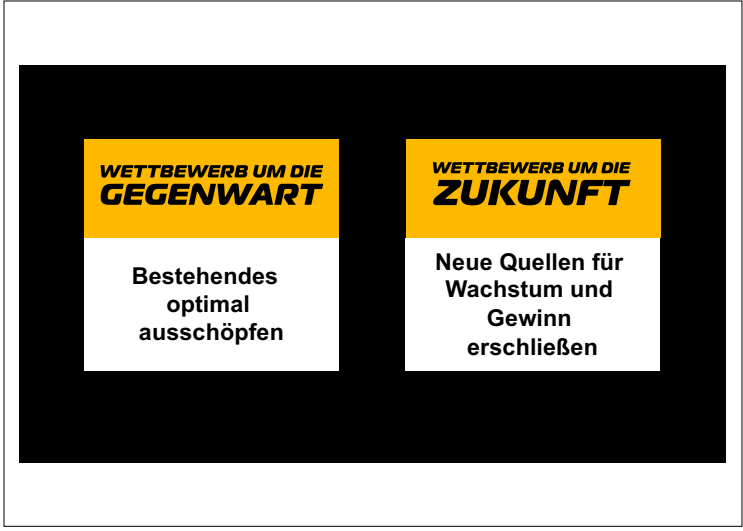 WETTBEWERB UM DIE
GEGENWART
Bestehendes
optimal
ausschöpfen
WETTBEWERB UM DIE
ZUKUNFT
Neue Quellen für
Wachstum und
Gewinn
erschließen